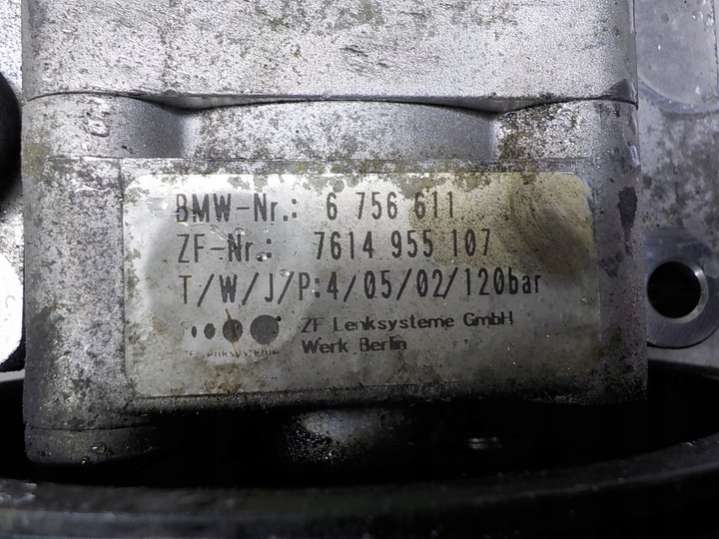 BMW-Nr.: 6 756 611
ZF-Nr.: 7614 955 107
T/W/J/P:4/05/02/120bar
ZF Lenksysteme GmbH
Werk Berlin